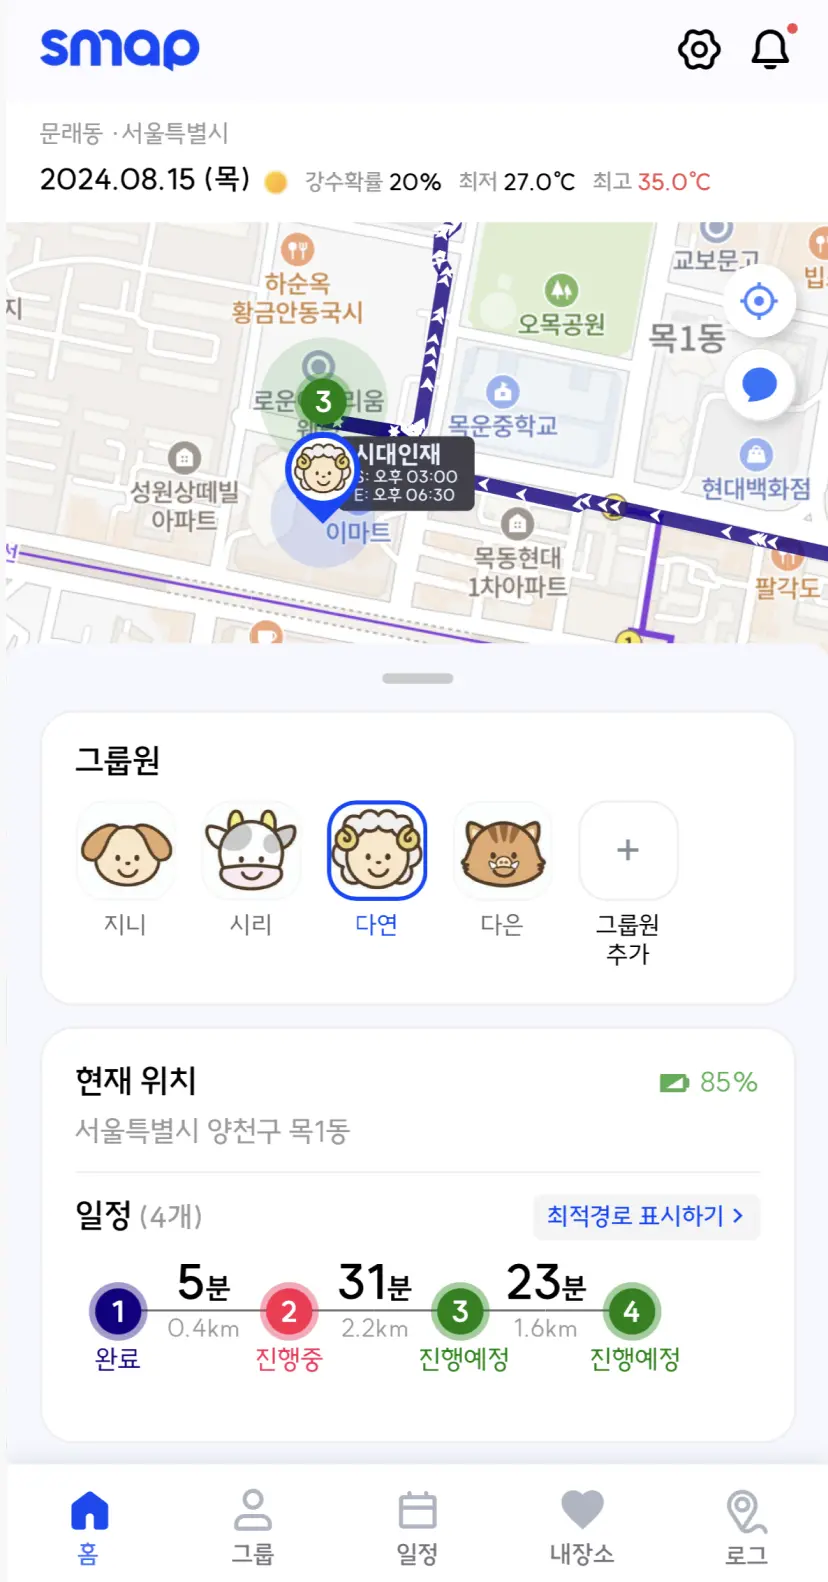 smap
문래동 · 서울특별시
2024.08.15 (목) 강수확률 20% 최저 27.0℃ 최고 35.0℃
교보문고
하순옥
황금안동국시
오목공원
목1동
3
목운중학교
시대인재
S: 오후 03:00
E: 오후 06:30
성원상떼빌
아파트
현대백화점
이마트
목동현대
1차아파트
팔각도
그룹원
지니 시리 다연 다은 그룹원
추가
현재 위치 85%
서울특별시 양천구 목1동
일정 (4개) 최적경로 표시하기 >
5분 31분 23분
1 2 3 4
0.4km 2.2km 1.6km
완료 진행중 진행예정 진행예정
홈 그룹 일정 내장소 로그